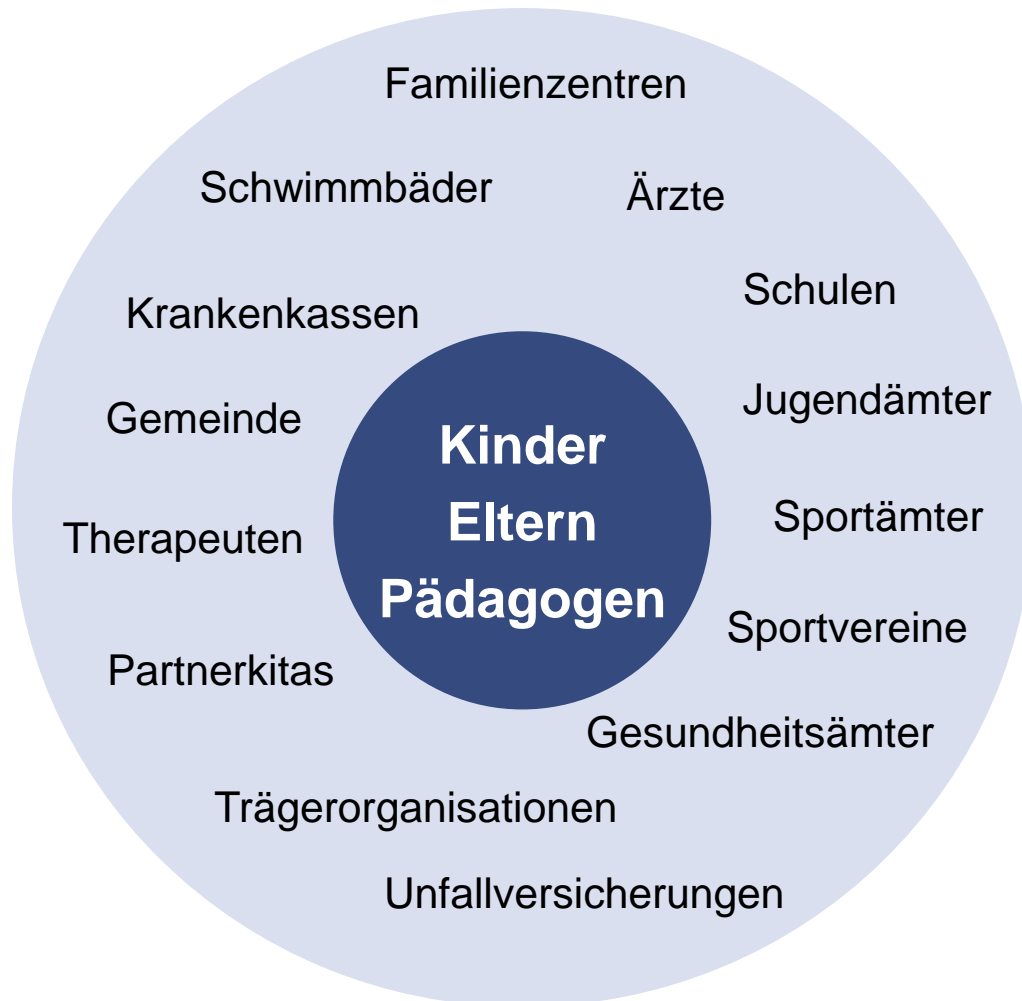 Familienzentren
Schwimmbäder
Ärzte
Schulen
Krankenkassen
Jugendämter
Gemeinde
Kinder
Eltern
Pädagogen
Sportämter
Therapeuten
Sportvereine
Partnerkitas
Gesundheitsämter
Trägerorganisationen
Unfallversicherungen